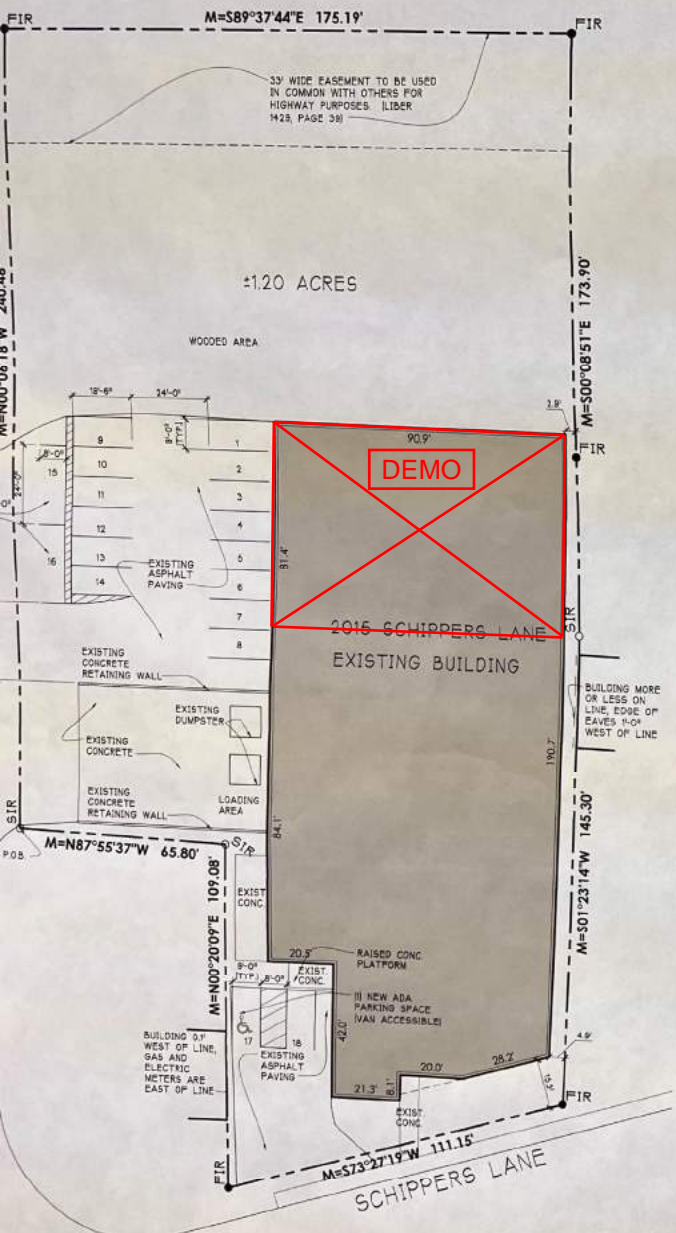 FIR
M=S89°37'44"E 175.19'
FIR
33' WIDE EASEMENT TO BE USED
IN COMMON WITH OTHERS FOR
HIGHWAY PURPOSES (LIBER
1425, PAGE 39)
M=N00°06'18"W 240.48'
±1.20 ACRES
M=S00°08'51"E 173.90'
WOODED AREA
18'-6"
24'-0"
2.9'
9'-0"
(TYP.)
90.9'
FIR
DEMO
9
1
8'-0"
10
15
2
24'-0"
11
3
12
4
16
13
5
14
6
EXISTING
ASPHALT
PAVING
81.4'
7
8
2015 SCHIPPERS LANE
EXISTING BUILDING
SIR
EXISTING
CONCRETE
RETAINING WALL
EXISTING
DUMPSTER
BUILDING MORE
OR LESS ON
LINE, EDGE OF
EAVES 1'-0"
WEST OF LINE
EXISTING
CONCRETE
190.7'
EXISTING
CONCRETE
RETAINING WALL
LOADING
AREA
SIR
P.O.B.
84.1'
M=N87°55'37"W 65.80'
SIR
M=S01°23'14"W 145.30'
M=N00°20'09"E 109.08'
EXIST.
CONC.
20.5'
RAISED CONC.
PLATFORM
9'-0"
(TYP.)
8'-0"
EXIST.
CONC.
(1) NEW ADA
PARKING SPACE
(VAN ACCESSIBLE)
42.0'
17
18
BUILDING 0.1'
WEST OF LINE,
GAS AND
ELECTRIC
METERS ARE
EAST OF LINE
EXISTING
ASPHALT
PAVING
4.9'
28.2'
20.0'
21.3'
8.1'
EXIST.
CONC.
FIR
FIR
M=S73°27'19"W 111.15'
SCHIPPERS LANE